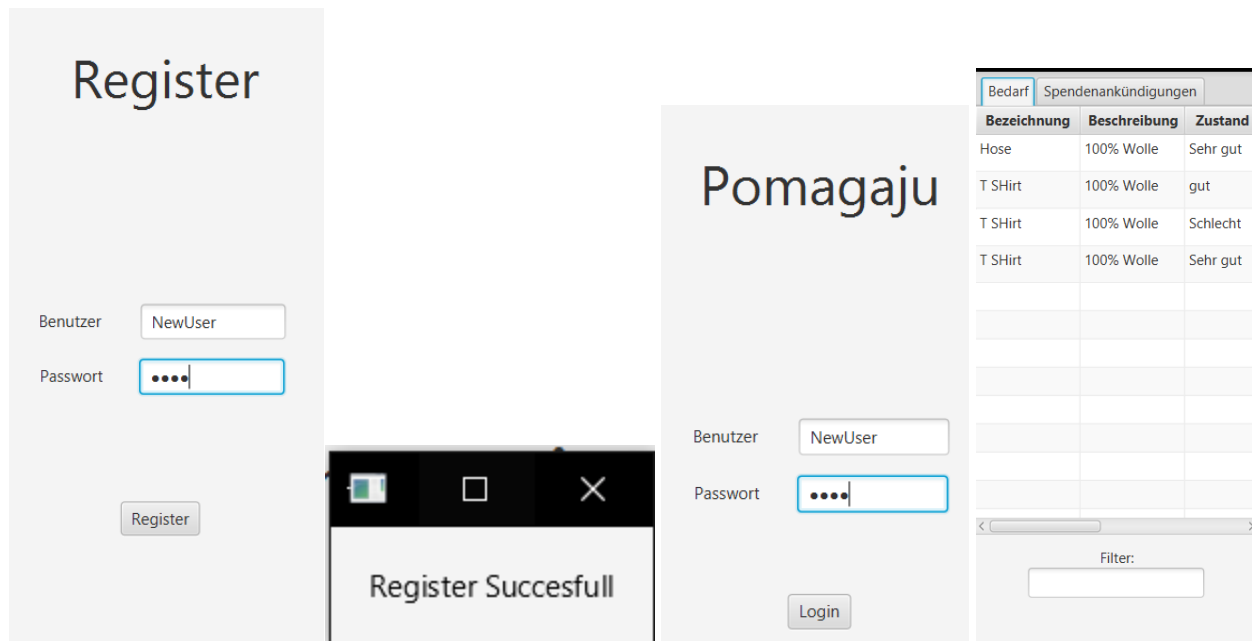 Register
Benutzer NewUser
Passwort ••••
Register
Register Succesfull
Pomagaju
Benutzer NewUser
Passwort ••••
Login
Bedarf Spendenankündigungen
Bezeichnung Beschreibung Zustand
Hose 100% Wolle Sehr gut
T SHirt 100% Wolle gut
T SHirt 100% Wolle Schlecht
T SHirt 100% Wolle Sehr gut
Filter: